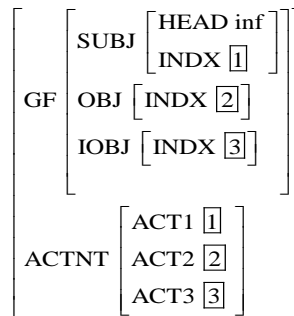 HEAD inf
SUBJ
INDX 1
GF
OBJ [INDX 2]
IOBJ [INDX 3]
ACT1 1
ACTNT
ACT2 2
ACT3 3